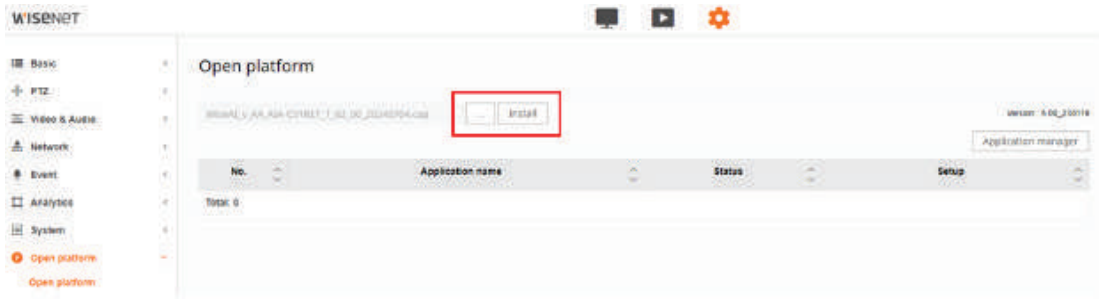 WISENET
Basic
PTZ
Video & Audio
Network
Event
Analytics
System
Open platform
Open platform
Open platform
... Install
Version
Application manager
No. Application name Status Setup
Total: 0